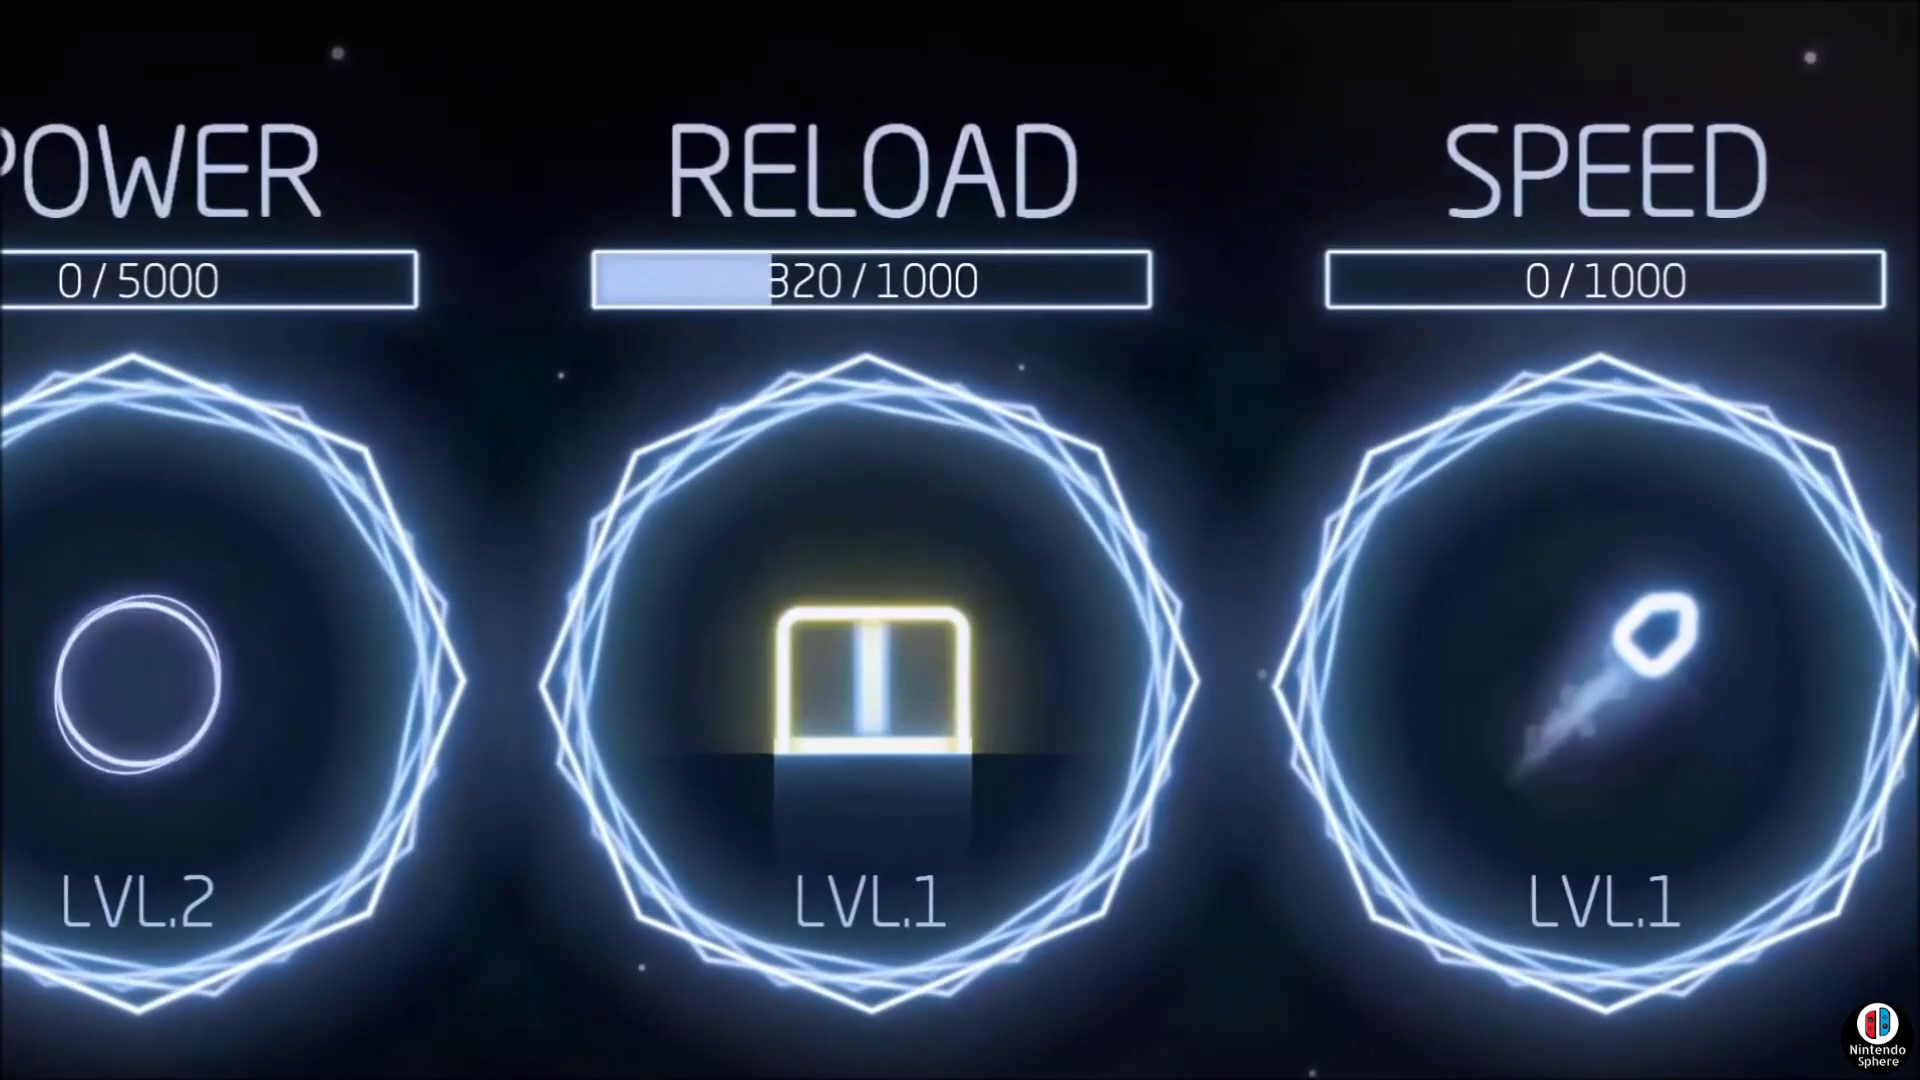 POWER
RELOAD
SPEED
0/5000
320/1000
0/1000
LVL.2
LVL.1
LVL.1
Nintendo
Sphere